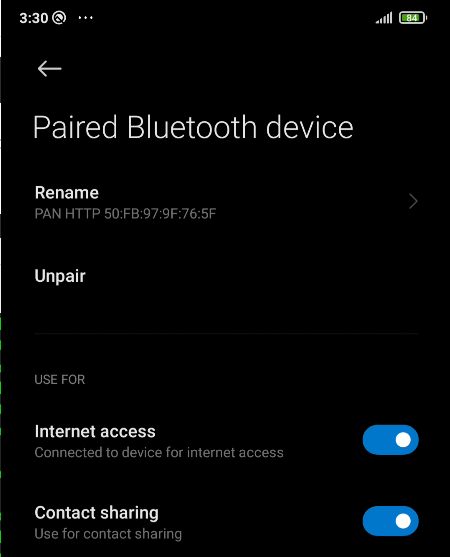 3:30 ...
84
Paired Bluetooth device
Rename
PAN HTTP 50:FB:97:9F:76:5F
Unpair
USE FOR
Internet access
Connected to device for internet access
Contact sharing
Use for contact sharing